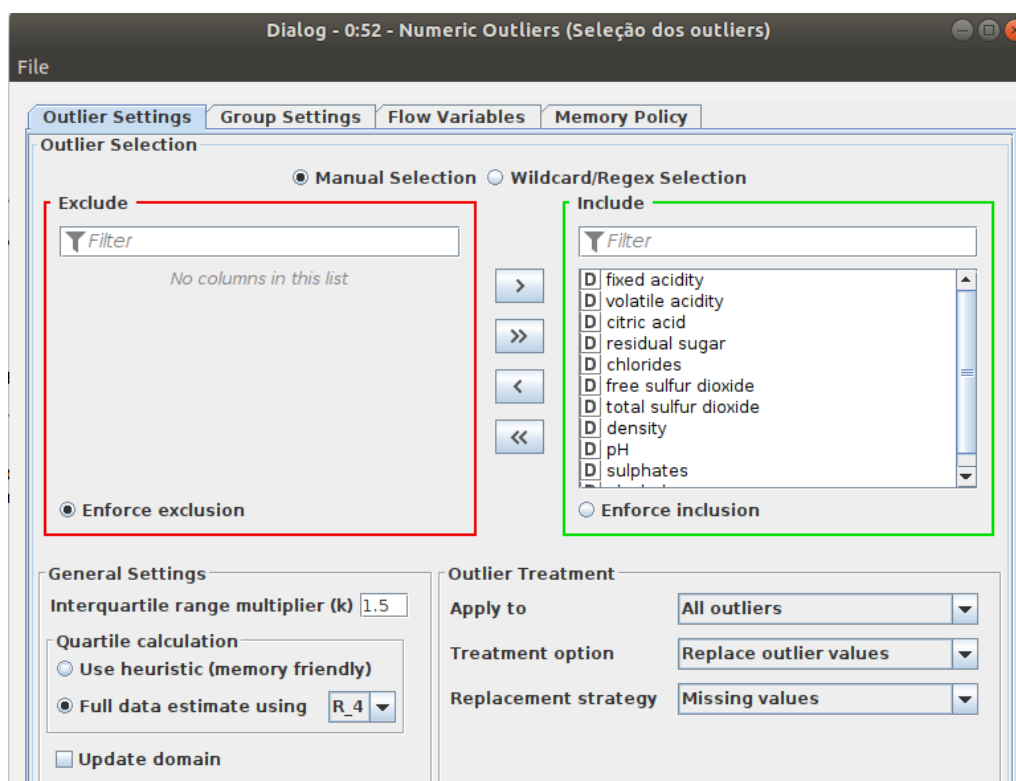 Dialog - 0:52 - Numeric Outliers (Seleção dos outliers)
File
Outlier Settings Group Settings Flow Variables Memory Policy
Outlier Selection
Manual Selection Wildcard/Regex Selection
Exclude
Filter
No columns in this list
Enforce exclusion
>
>>
<
<<
Include
Filter
D fixed acidity
D volatile acidity
D citric acid
D residual sugar
D chlorides
D free sulfur dioxide
D total sulfur dioxide
D density
D pH
D sulphates
Enforce inclusion
General Settings
Interquartile range multiplier (k) 1.5
Quartile calculation
Use heuristic (memory friendly)
Full data estimate using R_4
Update domain
Outlier Treatment
Apply to All outliers
Treatment option Replace outlier values
Replacement strategy Missing values